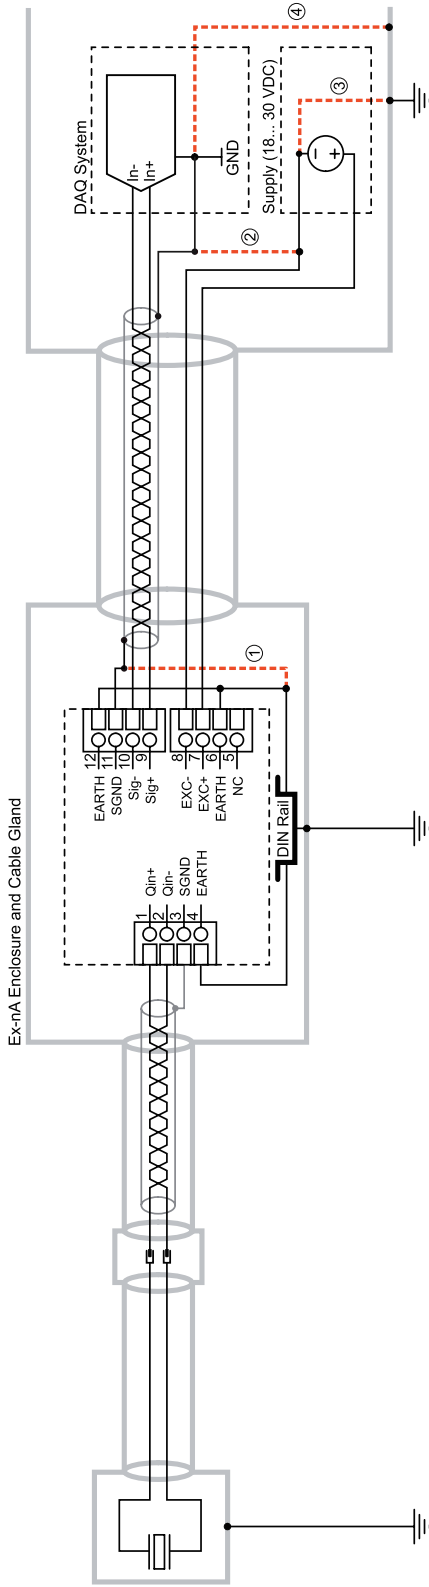 Ex-nA Enclosure and Cable Gland
DAQ System
Supply (18... 30 VDC)
In-
In+
GND
④
③
②
①
12
11
10
9
EARTH
SGND
Sig-
Sig+
8
7
6
5
EXC-
EXC+
EARTH
NC
DIN Rail
1
2
3
4
Qin+
Qin-
SGND
EARTH